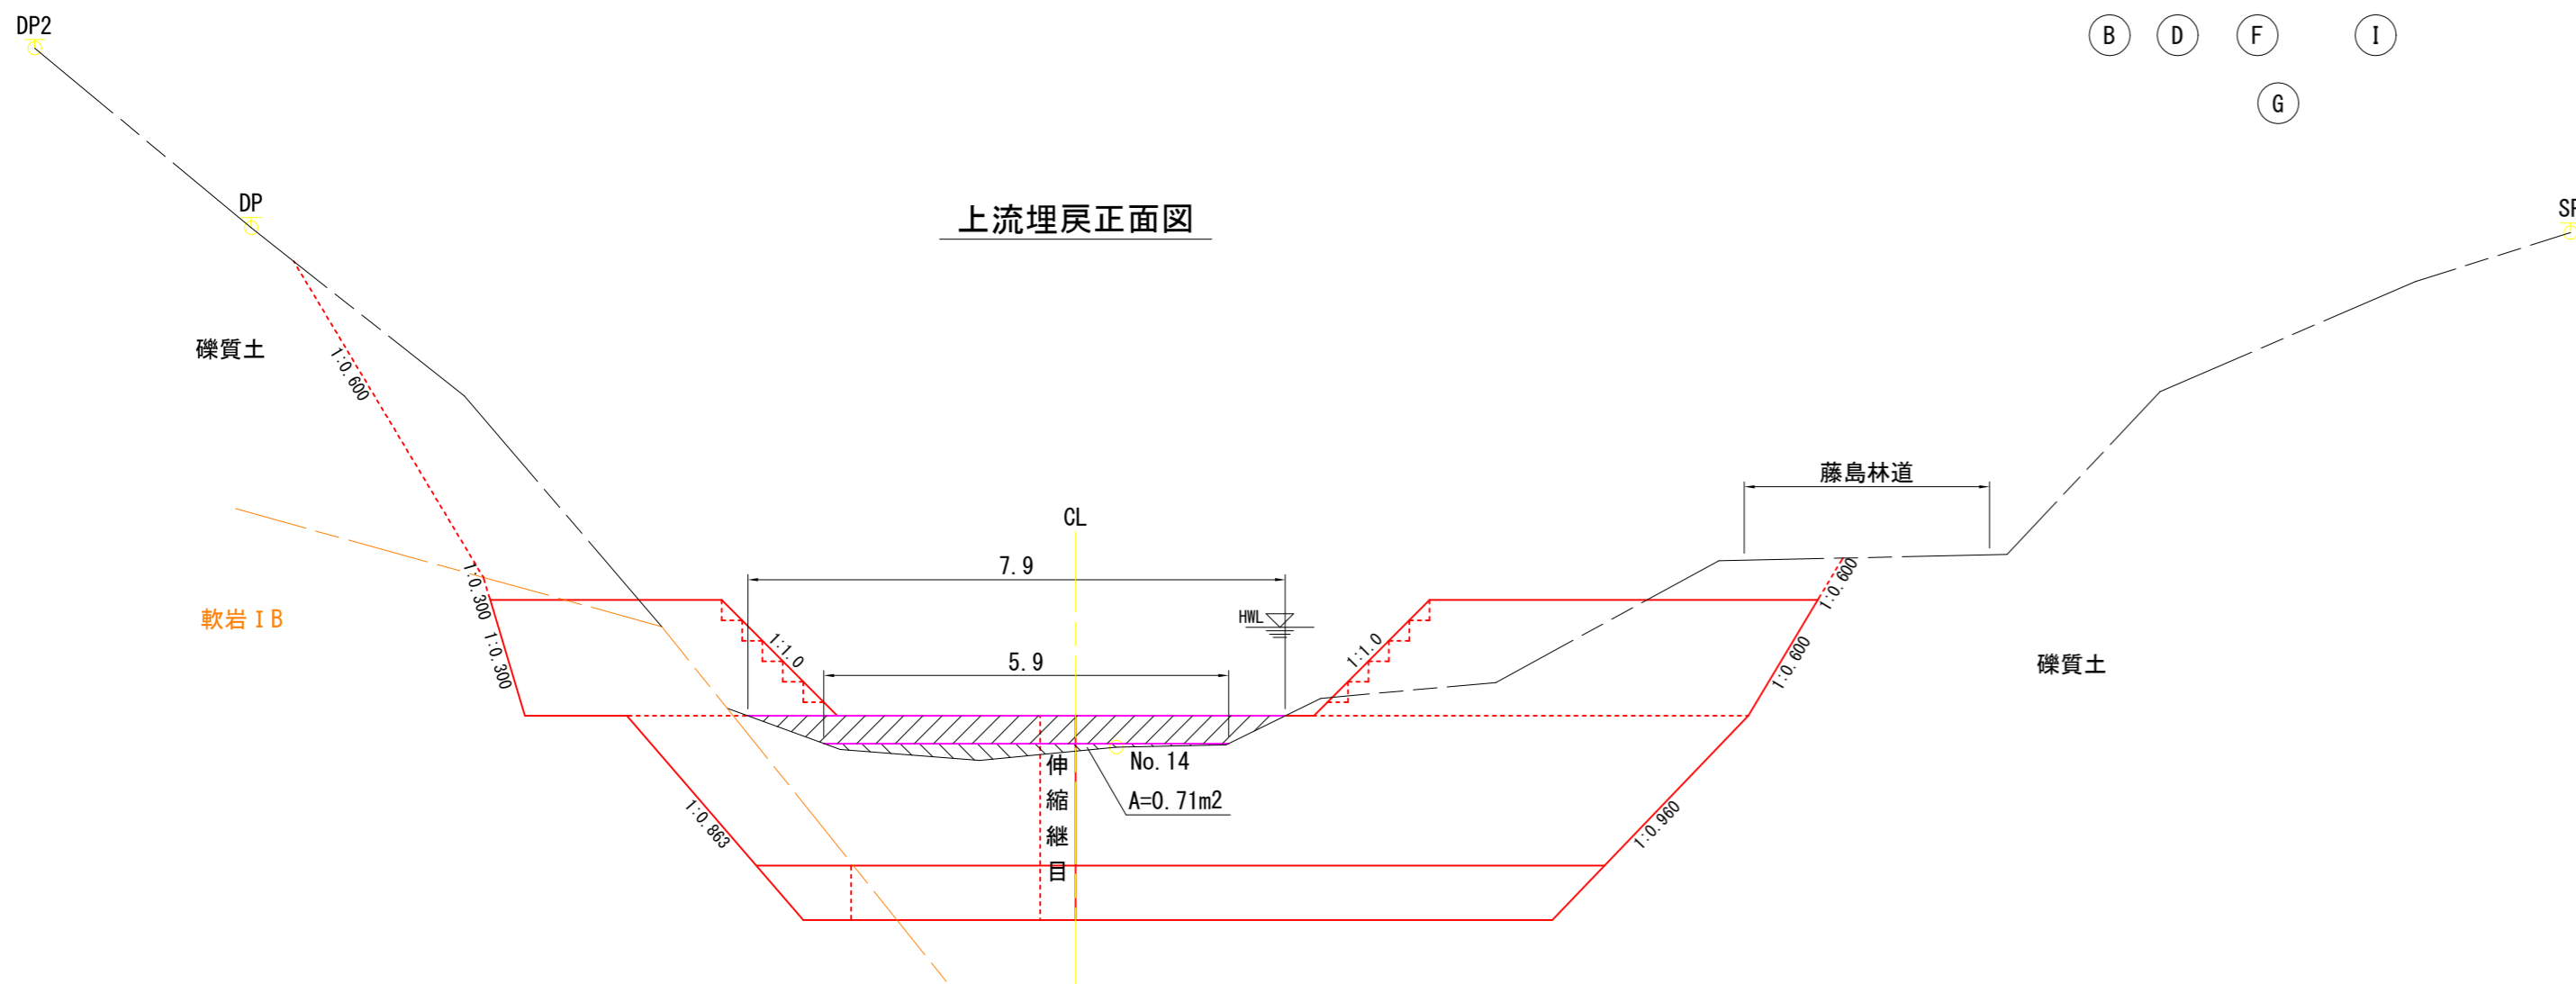 DP2
B D F I
G
DP
上流埋戻正面図
SP
礫質土
1:0.600
藤島林道
CL
7.9
1:0.300
1:0.600
軟岩ⅠB
HWL
1:0.300
1:1.0
5.9
1:1.0
1:0.600
礫質土
No.14
伸縮継目
A=0.71m2
1:0.863
1:0.960